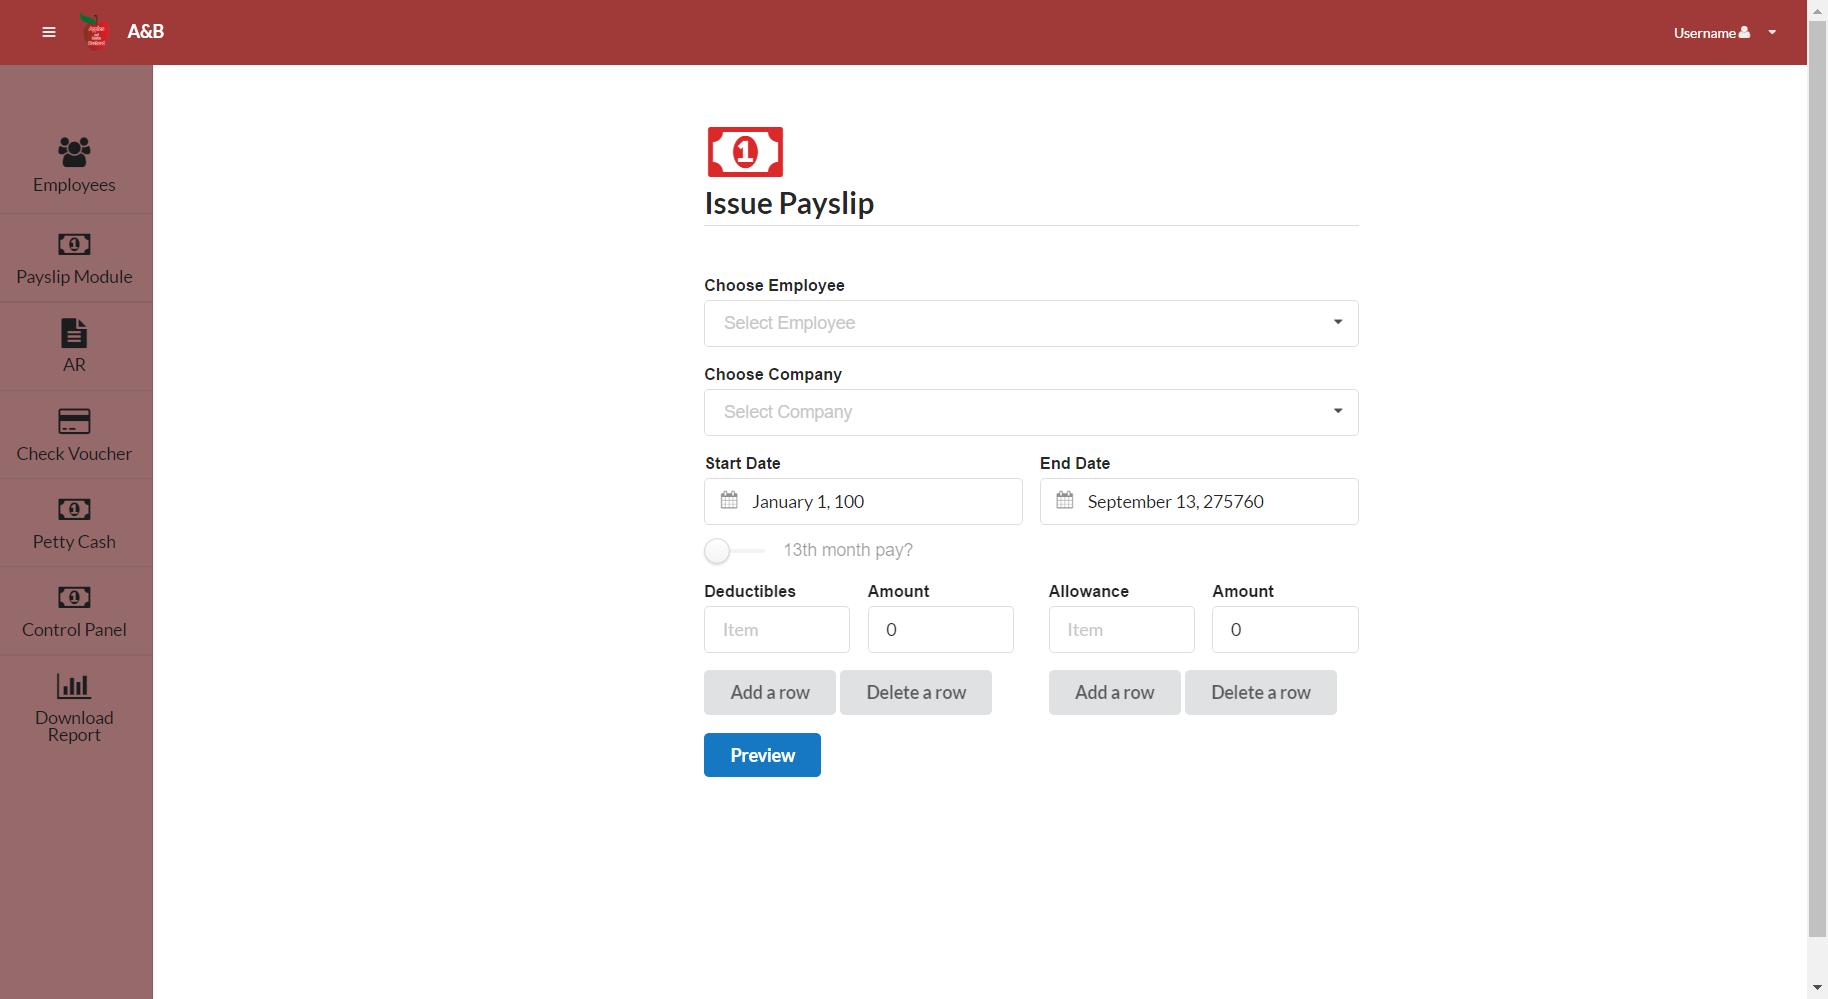 A&B
Username
Employees
Payslip Module
AR
Check Voucher
Petty Cash
Control Panel
Download
Report
1
Issue Payslip
Choose Employee
Select Employee
Choose Company
Select Company
Start Date End Date
January 1, 100 September 13, 275760
13th month pay?
Deductibles Amount Allowance Amount
Item 0 Item 0
Add a row Delete a row Add a row Delete a row
Preview